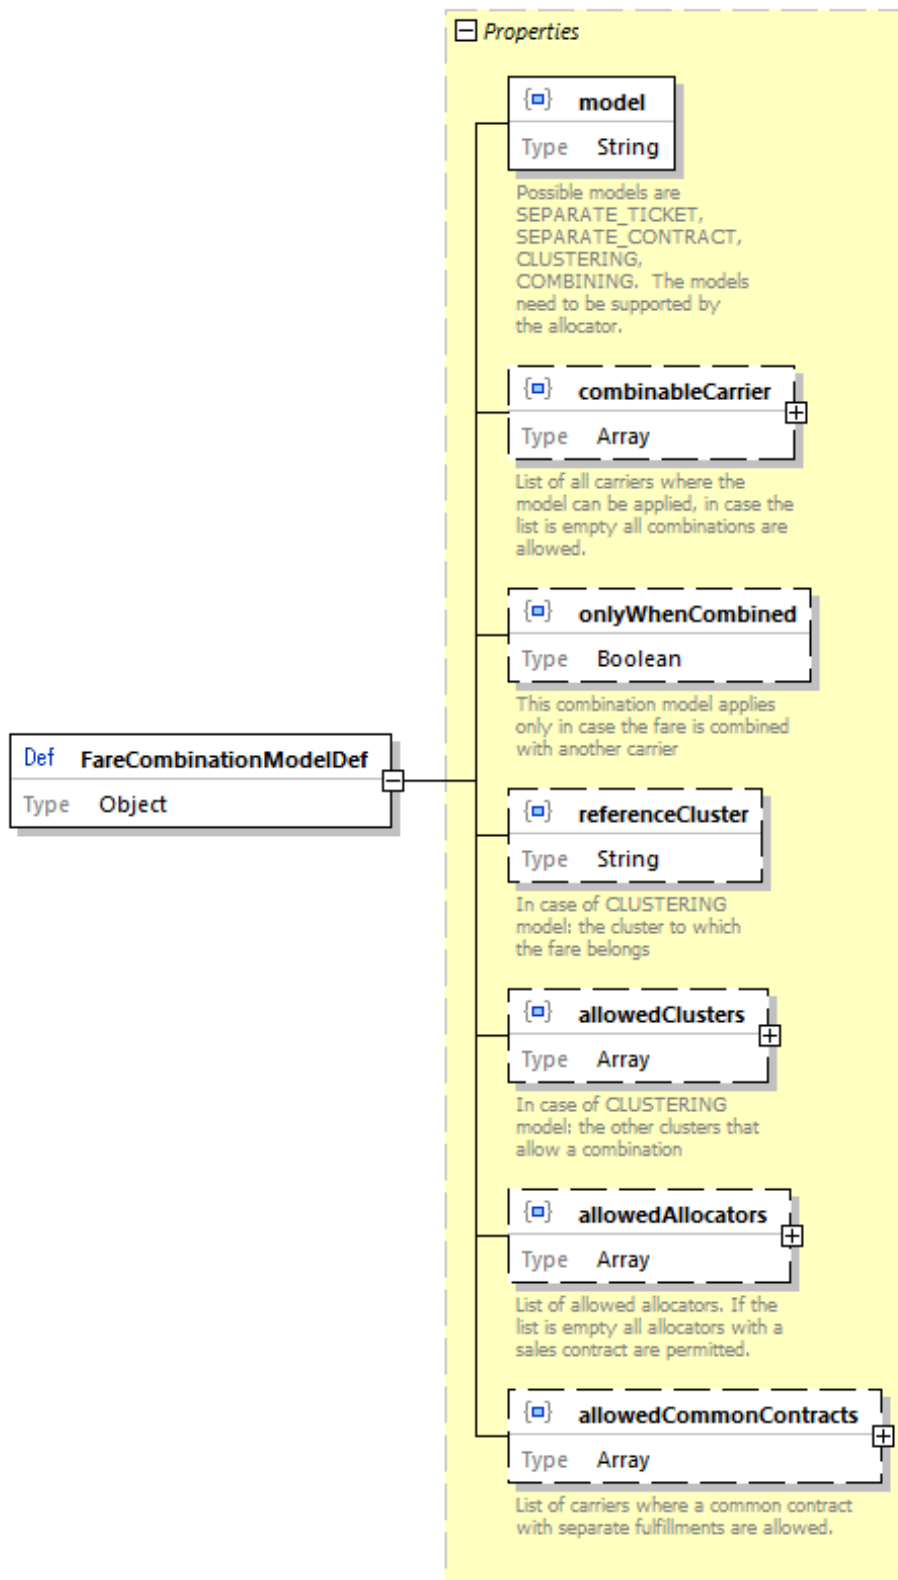 Properties
model
Type String
Possible models are
SEPARATE_TICKET,
SEPARATE_CONTRACT,
CLUSTERING,
COMBINING. The models
need to be supported by
the allocator.
combinableCarrier
Type Array
List of all carriers where the
model can be applied, in case the
list is empty all combinations are
allowed.
onlyWhenCombined
Type Boolean
This combination model applies
only in case the fare is combined
with another carrier
Def FareCombinationModelDef
Type Object
referenceCluster
Type String
In case of CLUSTERING
model: the cluster to which
the fare belongs
allowedClusters
Type Array
In case of CLUSTERING
model: the other clusters that
allow a combination
allowedAllocators
Type Array
List of allowed allocators. If the
list is empty all allocators with a
sales contract are permitted.
allowedCommonContracts
Type Array
List of carriers where a common contract
with separate fulfillments are allowed.